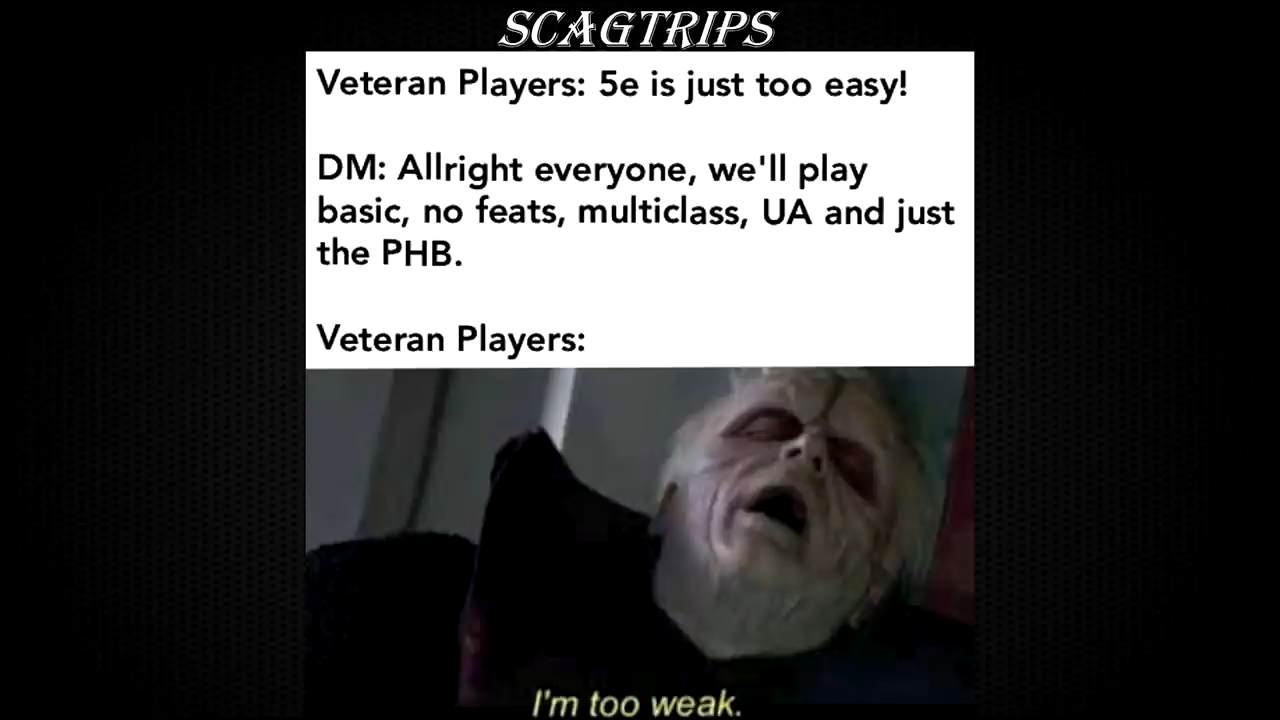 SCAGTRIPS
Veteran Players: 5e is just too easy!
DM: Allright everyone, we'll play
basic, no feats, multiclass, UA and just
the PHB.
Veteran Players:
I'm too weak.